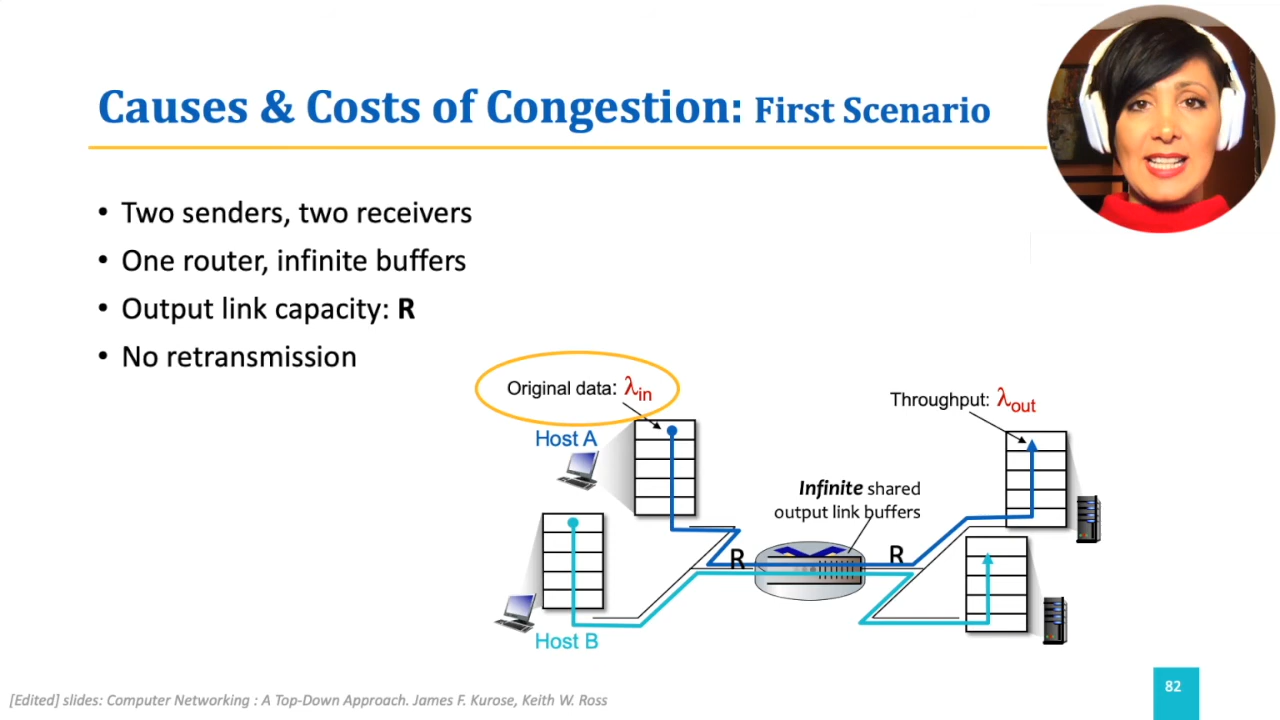 Causes & Costs of Congestion: First Scenario
• Two senders, two receivers
• One router, infinite buffers
• Output link capacity: R
• No retransmission
Original data: λin
Throughput: λout
Host A
Infinite shared
output link buffers
R
R
Host B
[Edited] slides: Computer Networking : A Top-Down Approach. James F. Kurose, Keith W. Ross
82